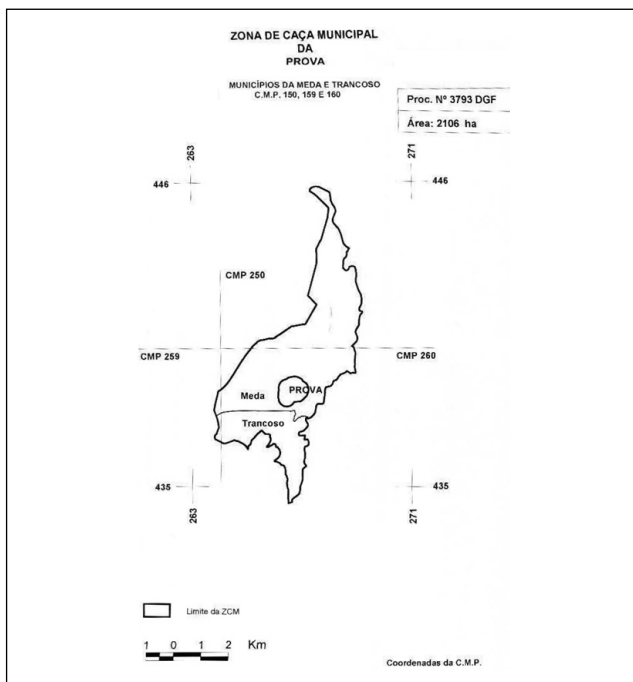 ZONA DE CAÇA MUNICIPAL
DA
PROVA
MUNICÍPIOS DA MEDA E TRANCOSO
C.M.P. 150, 159 E 160
Proc. Nº 3793 DGF
Área: 2106 ha
263
271
446
446
CMP 250
CMP 259
CMP 260
Meda
PROVA
Trancoso
435
435
263
271
Limite da ZCM
1 0 1 2 Km
Coordenadas da C.M.P.